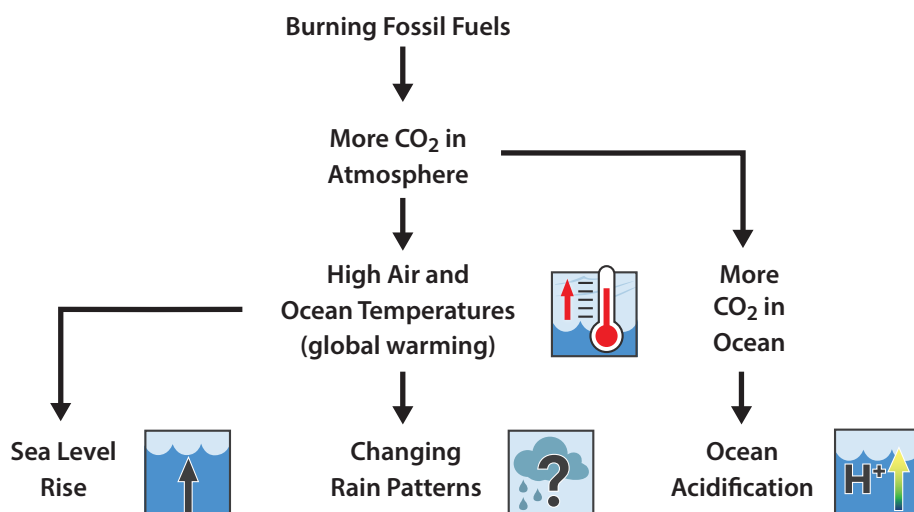 Burning Fossil Fuels
More CO₂ in
Atmosphere
High Air and
Ocean Temperatures
(global warming)
More
CO₂ in
Ocean
Sea Level
Rise
Changing
Rain Patterns
?
Ocean
Acidification
H⁺